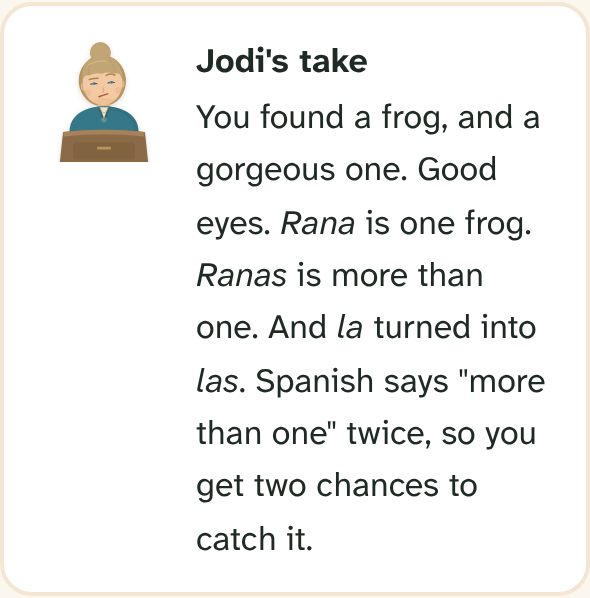 Jodi's take
You found a frog, and a
gorgeous one. Good
eyes. Rana is one frog.
Ranas is more than
one. And la turned into
las. Spanish says "more
than one" twice, so you
get two chances to
catch it.